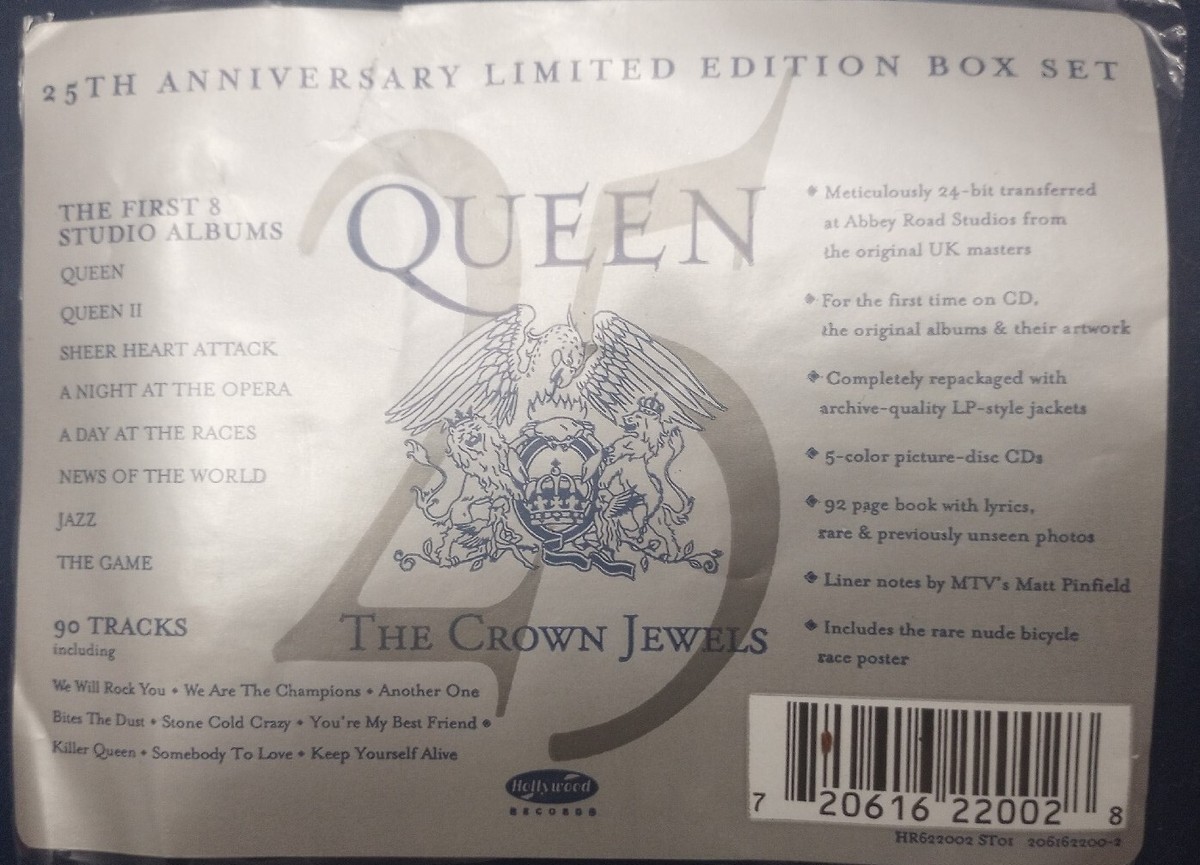 25TH ANNIVERSARY LIMITED EDITION BOX SET
THE FIRST 8
STUDIO ALBUMS
QUEEN
QUEEN II
SHEER HEART ATTACK
A NIGHT AT THE OPERA
A DAY AT THE RACES
NEWS OF THE WORLD
JAZZ
THE GAME
90 TRACKS
including
We Will Rock You • We Are The Champions • Another One
Bites The Dust • Stone Cold Crazy • You're My Best Friend •
Killer Queen • Somebody To Love • Keep Yourself Alive
25
QUEEN
THE CROWN JEWELS
Hollywood
RECORDS
Meticulously 24-bit transferred
at Abbey Road Studios from
the original UK masters
For the first time on CD,
the original albums & their artwork
Completely repackaged with
archive-quality LP-style jackets
5-color picture-disc CDs
92 page book with lyrics,
rare & previously unseen photos
Liner notes by MTV's Matt Pinfield
Includes the rare nude bicycle
race poster
7 20616 22002 8
HR622002 ST01 206162200-2